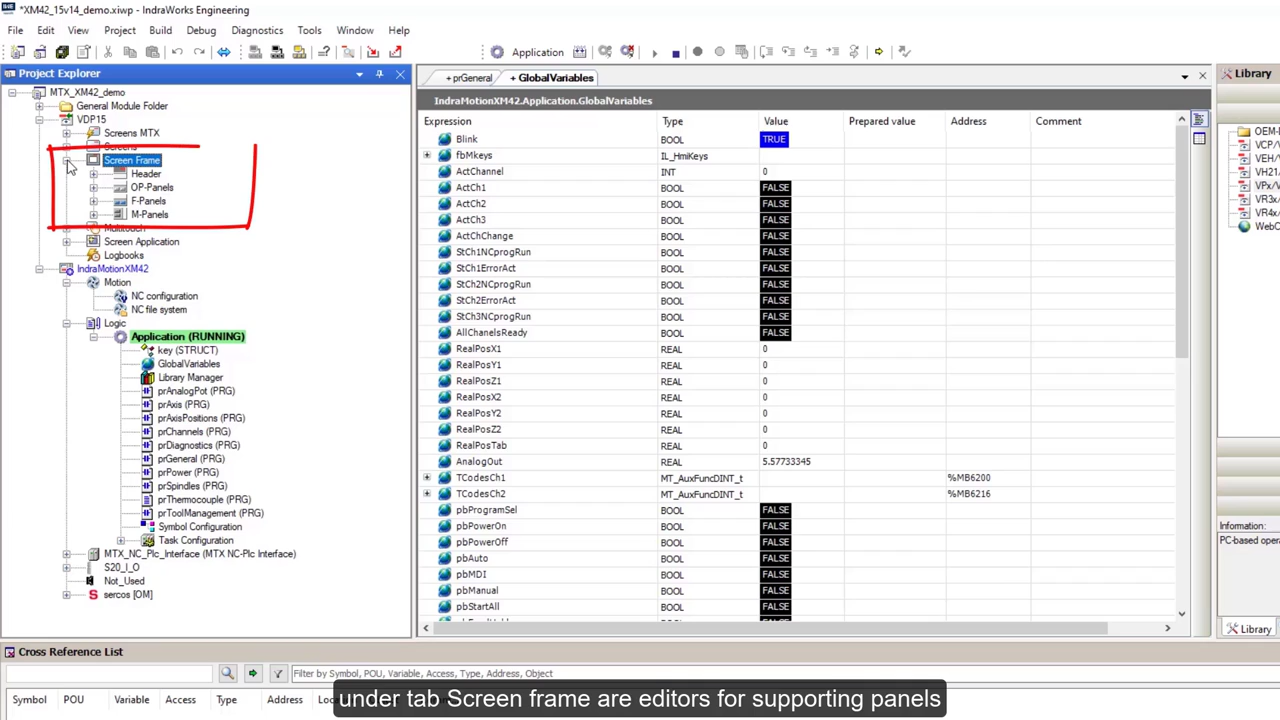 *XM42_15v14_demo.xiwp - IndraWorks Engineering
File Edit View Project Build Debug Diagnostics Tools Window Help
Application
Project Explorer
MTX_XM42_demo
General Module Folder
VDP15
Screens MTX
Screens
Screen Frame
Header
OP-Panels
F-Panels
M-Panels
Multitouch
Screen Application
Logbooks
IndraMotionXM42
Motion
NC configuration
NC file system
Logic
Application (RUNNING)
key (STRUCT)
GlobalVariables
Library Manager
prAnalogPot (PRG)
prAxis (PRG)
prAxisPositions (PRG)
prChannels (PRG)
prDiagnostics (PRG)
prGeneral (PRG)
prPower (PRG)
prSpindles (PRG)
prThermocouple (PRG)
prToolManagement (PRG)
Symbol Configuration
Task Configuration
MTX_NC_Plc_Interface (MTX NC-Plc Interface)
S20_I_O
Not_Used
sercos [OM]
+ prGeneral + GlobalVariables
IndraMotionXM42.Application.GlobalVariables
Expression Type Value Prepared value Address Comment
Blink BOOL TRUE
fbMkeys IL_HmiKeys
ActChannel INT 0
ActCh1 BOOL FALSE
ActCh2 BOOL FALSE
ActCh3 BOOL FALSE
ActChChange BOOL FALSE
StCh1NCprogRun BOOL FALSE
StCh1ErrorAct BOOL FALSE
StCh2NCprogRun BOOL FALSE
StCh2ErrorAct BOOL FALSE
StCh3NCprogRun BOOL FALSE
AllChanelsReady BOOL FALSE
RealPosX1 REAL 0
RealPosY1 REAL 0
RealPosZ1 REAL 0
RealPosX2 REAL 0
RealPosY2 REAL 0
RealPosZ2 REAL 0
RealPosTab REAL 0
AnalogOut REAL 5.57733345
TCodesCh1 MT_AuxFuncDINT_t %MB6200
TCodesCh2 MT_AuxFuncDINT_t %MB6216
pbProgramSel BOOL FALSE
pbPowerOn BOOL FALSE
pbPowerOff BOOL FALSE
pbAuto BOOL FALSE
pbMDI BOOL FALSE
pbManual BOOL FALSE
pbStartAll BOOL FALSE
Library
OEM-
VCP/
VH21/
VPx/
VR3x/
VR4x/
WebC
Information:
PC-based opera
Library
Cross Reference List
Filter by Symbol, POU, Variable, Access, Type, Address, Object
Symbol POU Variable Access Type Address
under tab Screen frame are editors for supporting panels